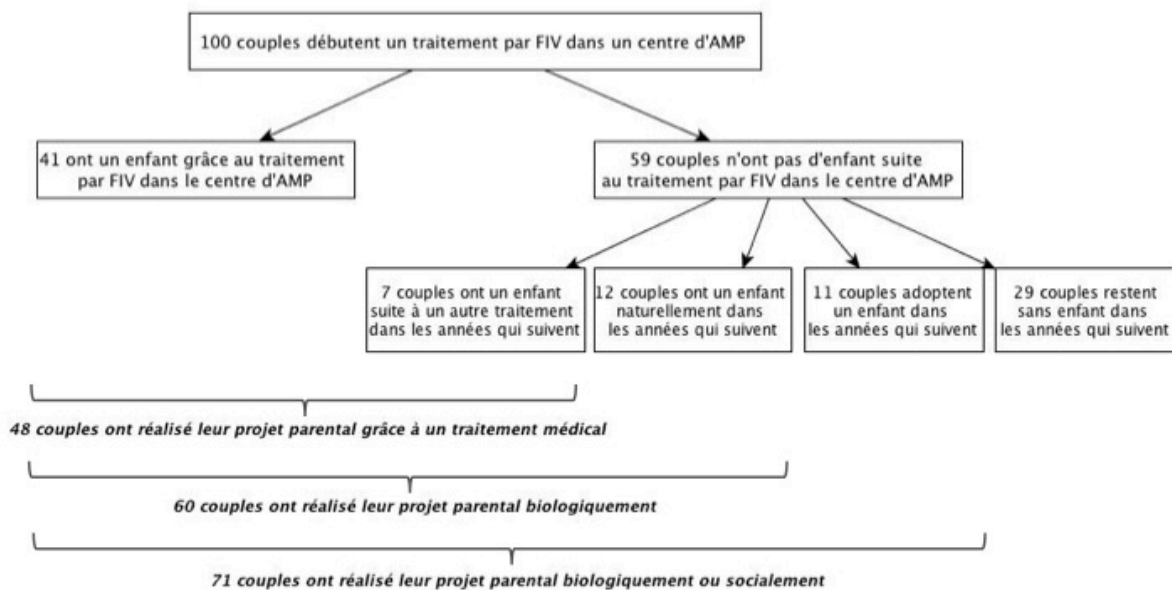 100 couples débutent un traitement par FIV dans un centre d'AMP
41 ont un enfant grâce au traitement
par FIV dans le centre d'AMP
59 couples n'ont pas d'enfant suite
au traitement par FIV dans le centre d'AMP
7 couples ont un enfant
suite à un autre traitement
dans les années qui suivent
12 couples ont un enfant
naturellement dans
les années qui suivent
11 couples adoptent
un enfant dans
les années qui suivent
29 couples restent
sans enfant dans
les années qui suivent
48 couples ont réalisé leur projet parental grâce à un traitement médical
60 couples ont réalisé leur projet parental biologiquement
71 couples ont réalisé leur projet parental biologiquement ou socialement